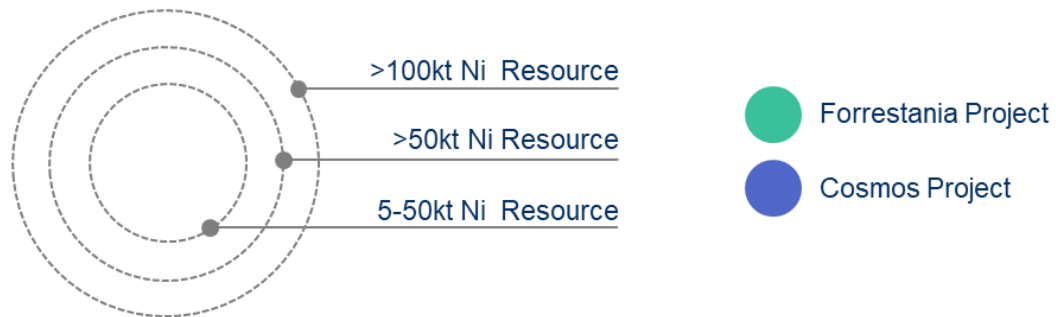 >100kt Ni  Resource
>50kt Ni Resource
5-50kt Ni  Resource
Forrestania Project
Cosmos Project